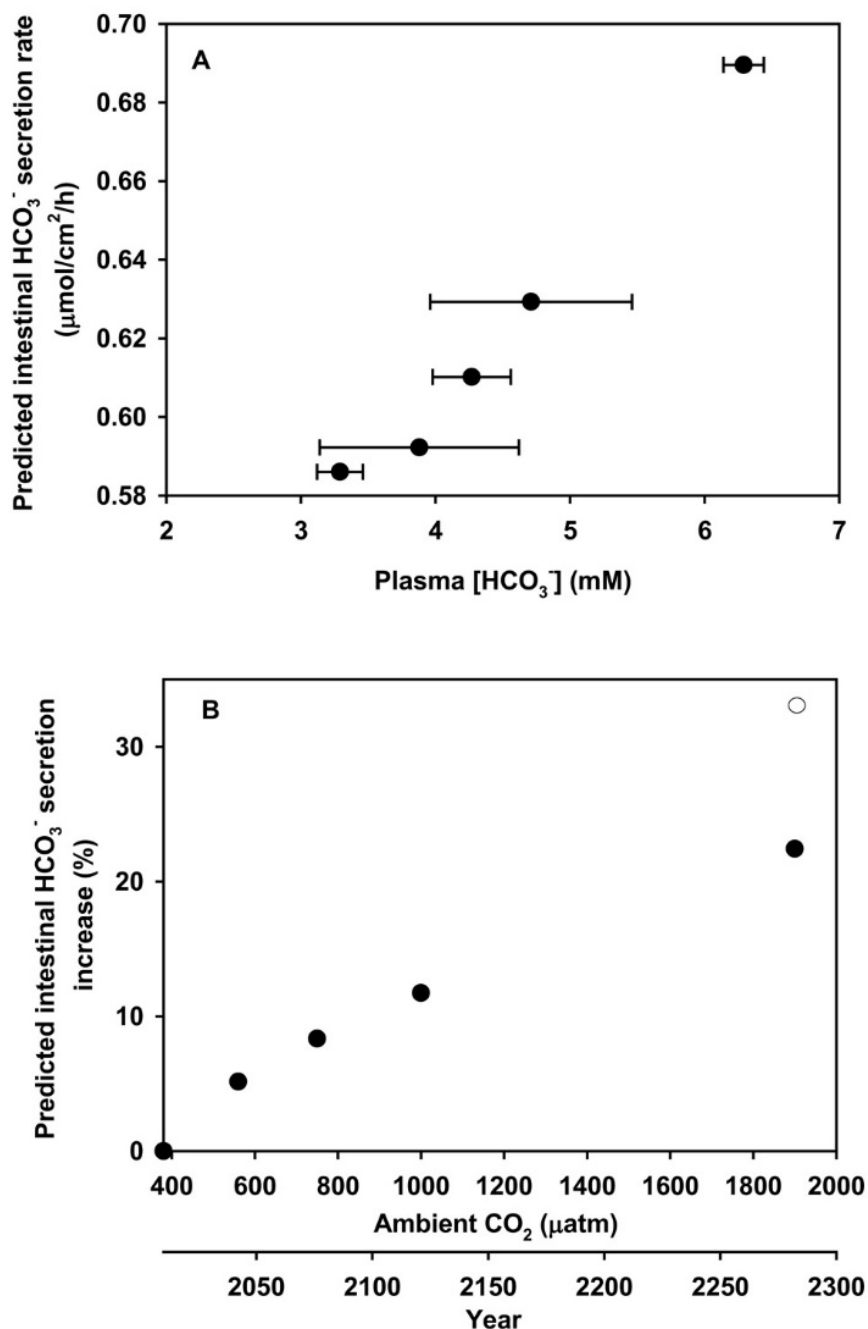 A
Predicted intestinal HCO₃⁻ secretion rate
(μmol/cm²/h)
0.70
0.68
0.66
0.64
0.62
0.60
0.58
2 3 4 5 6 7
Plasma [HCO₃⁻] (mM)
B
Predicted intestinal HCO₃⁻ secretion
increase (%)
30
20
10
0
400 600 800 1000 1200 1400 1600 1800 2000
Ambient CO₂ (μatm)
2050 2100 2150 2200 2250 2300
Year